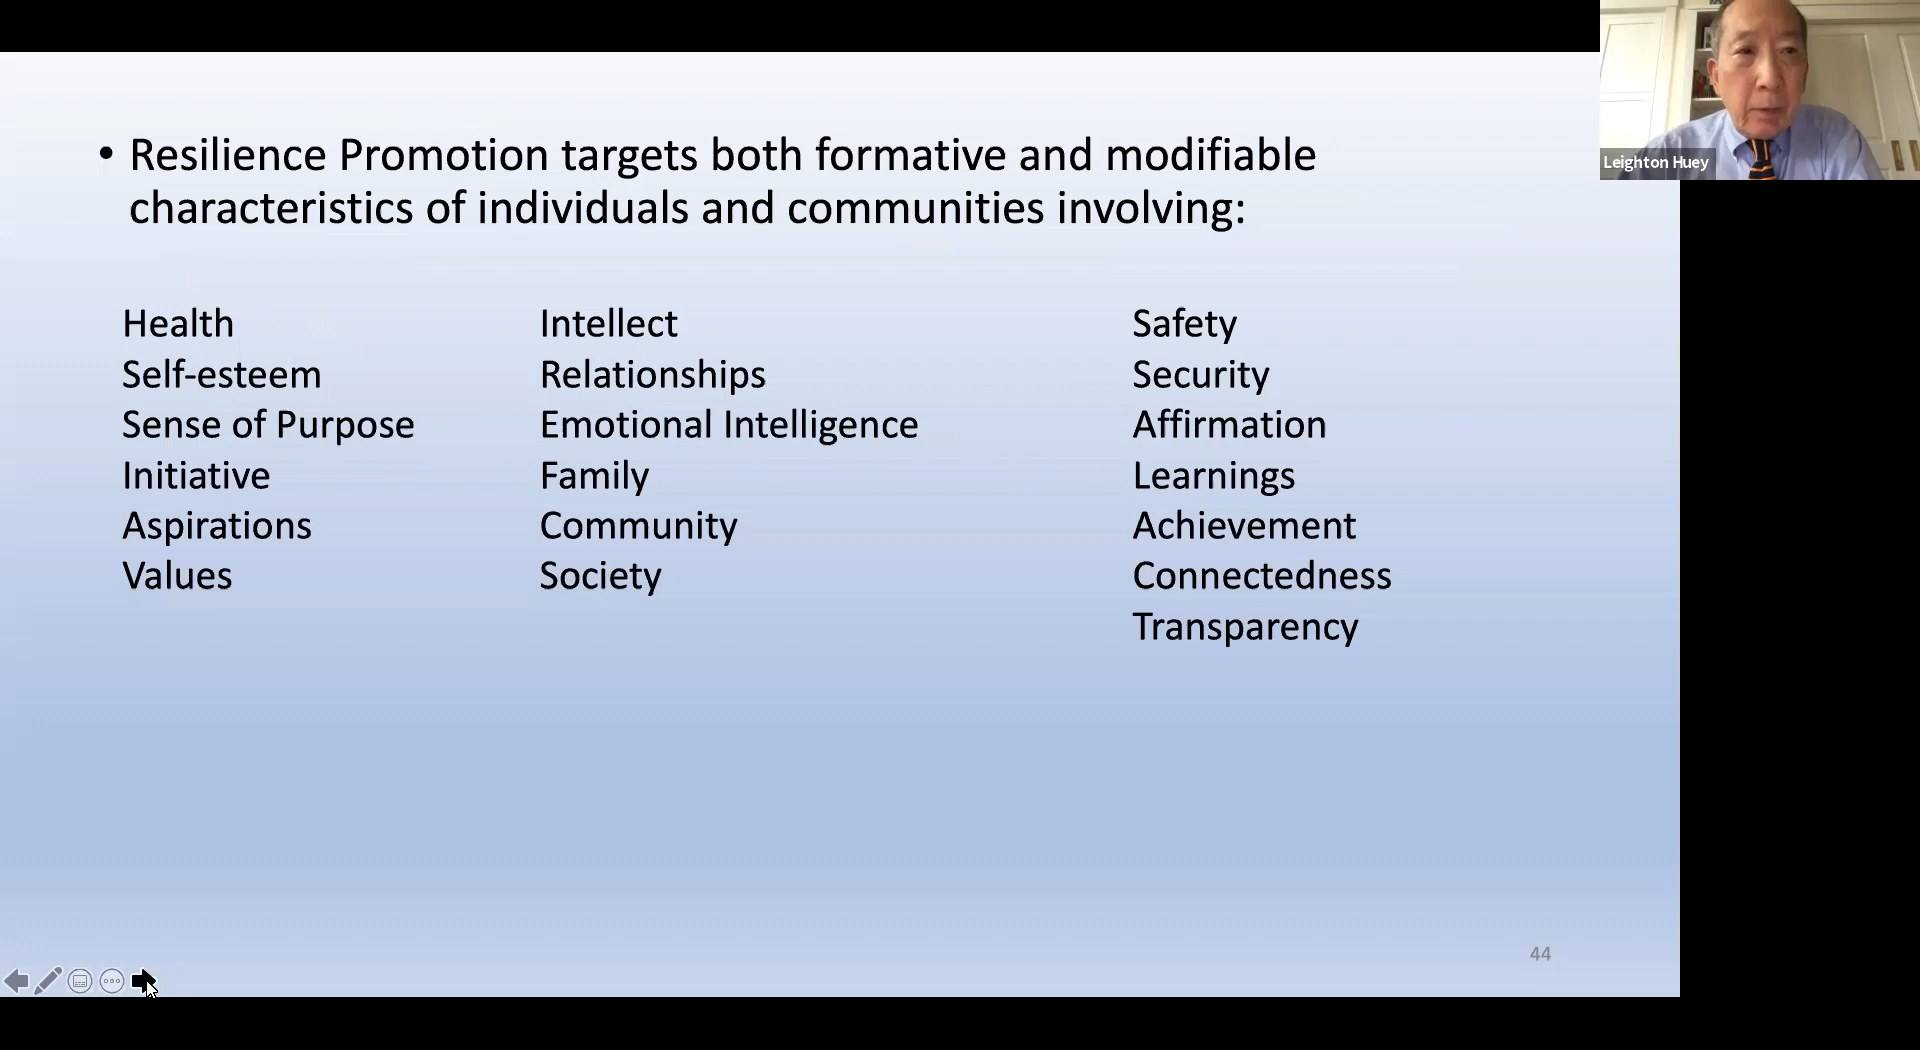 • Resilience Promotion targets both formative and modifiable
characteristics of individuals and communities involving:
Health
Self-esteem
Sense of Purpose
Initiative
Aspirations
Values
Intellect
Relationships
Emotional Intelligence
Family
Community
Society
Safety
Security
Affirmation
Learnings
Achievement
Connectedness
Transparency
44
Leighton Huey